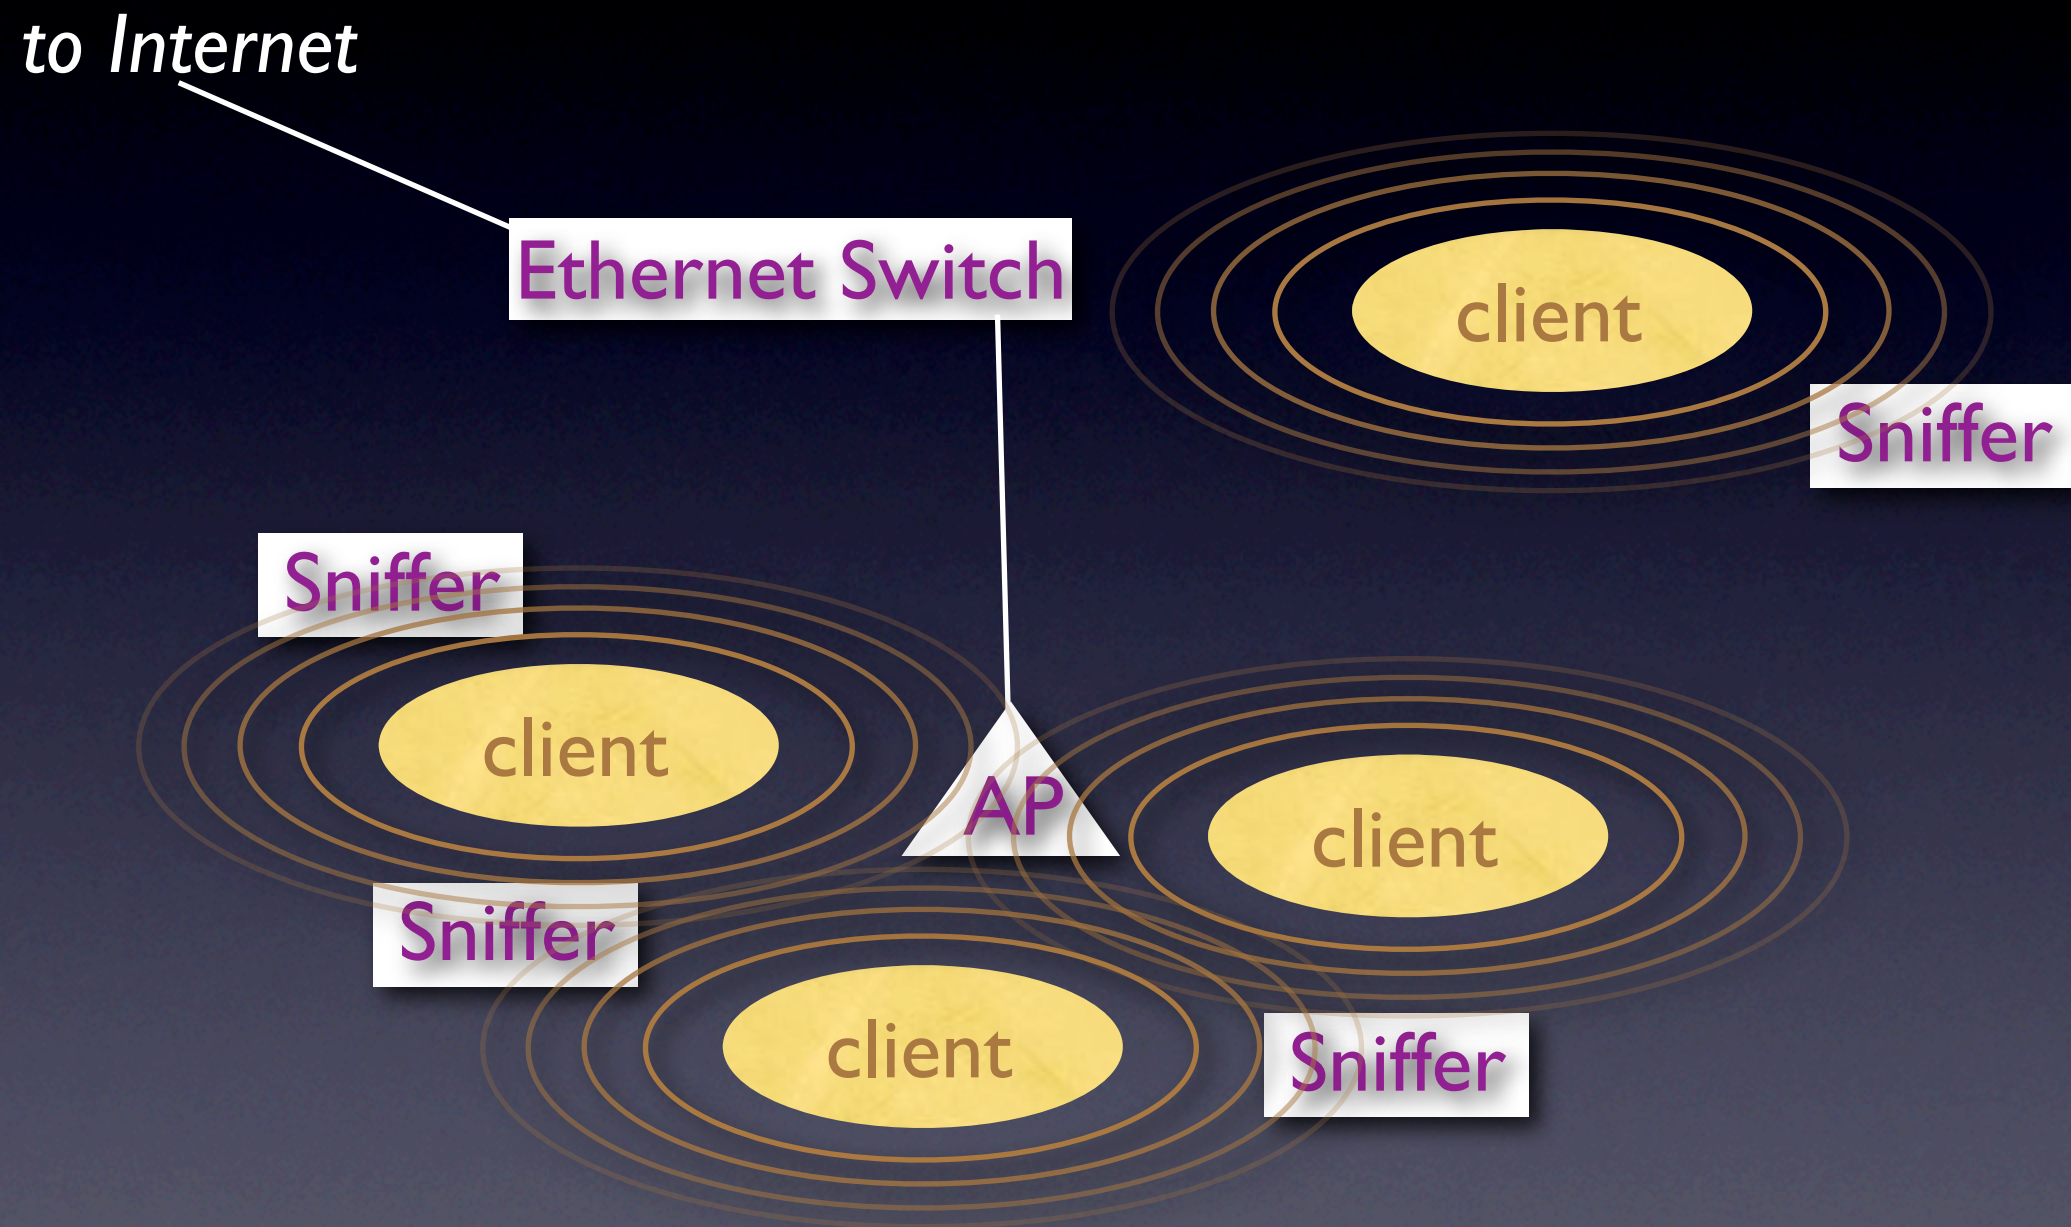 to Internet
Ethernet Switch
client
Sniffer
Sniffer
client
AP
client
Sniffer
client
Sniffer